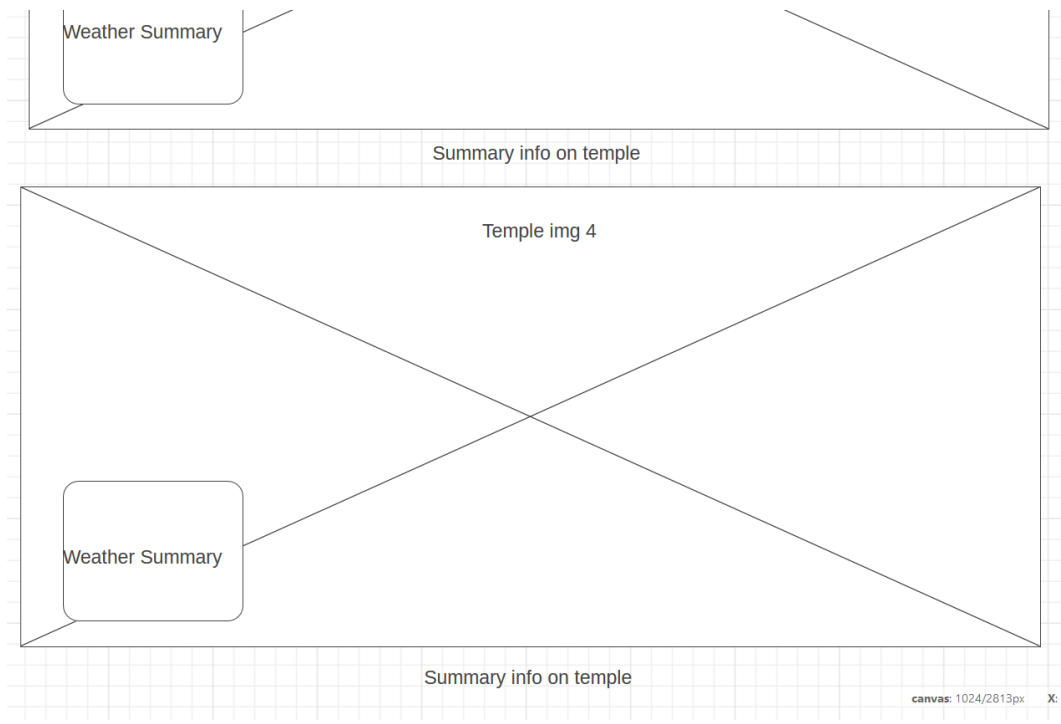 Weather Summary
Summary info on temple
Temple img 4
Weather Summary
Summary info on temple
canvas: 1024/2813px X: